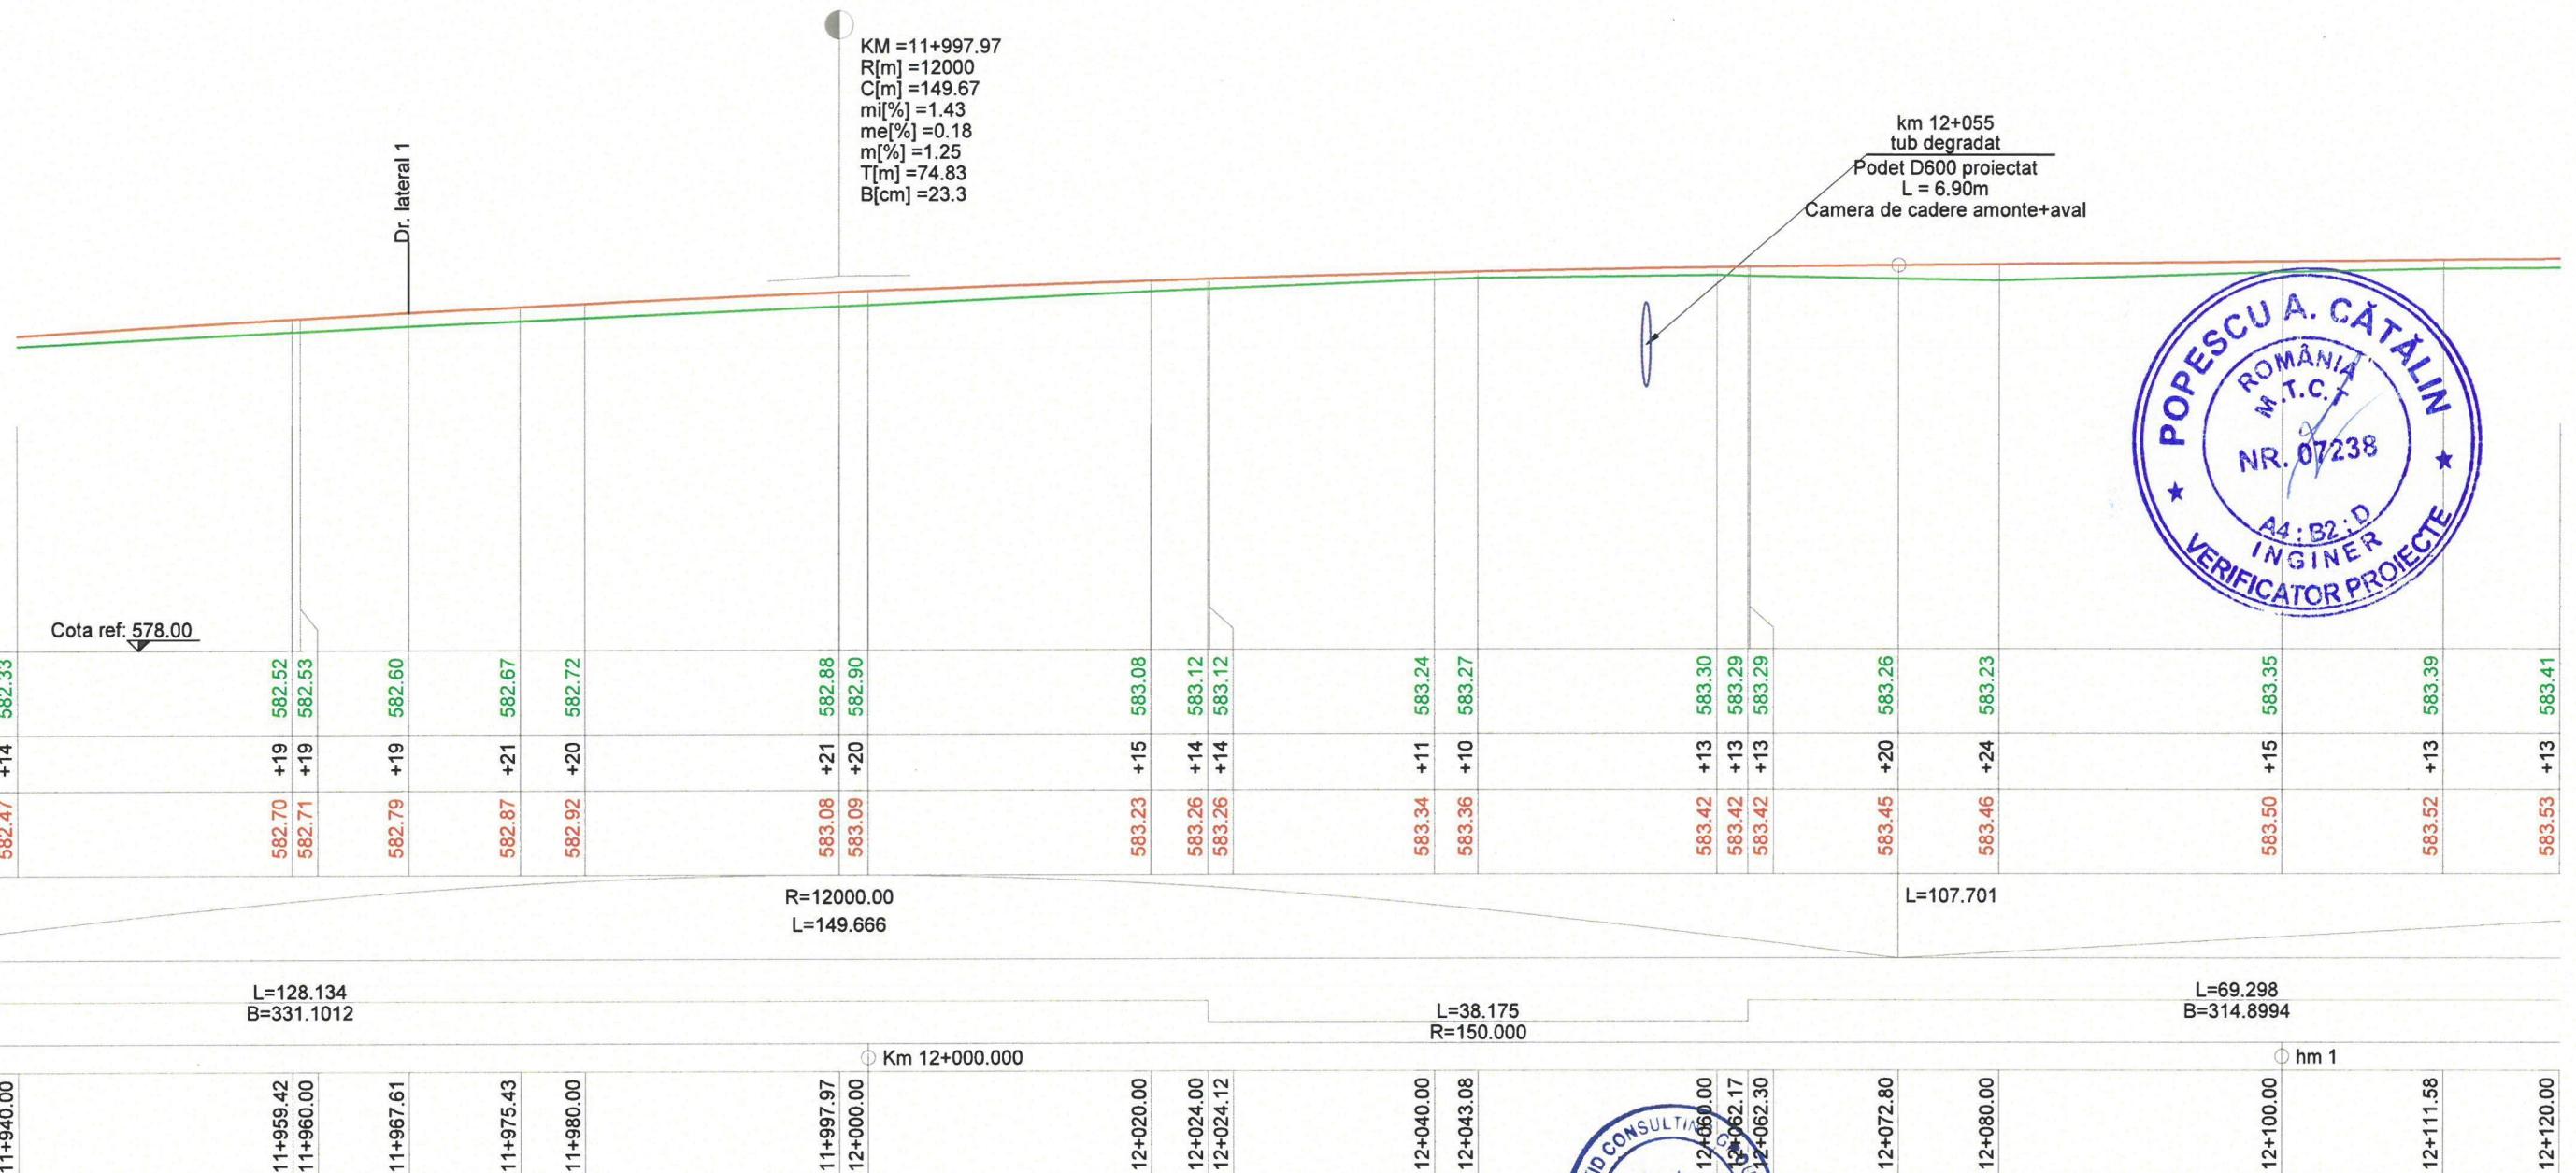 KM =11+997.97
R[m] =12000
C[m] =149.67
mi[%] =1.43
me[%] =0.18
m[%] =1.25
T[m] =74.83
B[cm] =23.3
Dr. lateral 1
km 12+055
tub degradat
Podet D600 proiectat
L = 6.90m
Camera de cadere amonte+aval
POPESCU A. CĂTĂLIN
ROMÂNIA
M.T.C.T
NR. 07238
A4 : B2 ; D
INGINER
VERIFICATOR PROIECTE
Cota ref: 578.00
582.33 582.52 582.53 582.60 582.67 582.72 582.88 582.90 583.08 583.12 583.12 583.24 583.27 583.30 583.29 583.29 583.26 583.23 583.35 583.39 583.41
+14 +19 +19 +19 +21 +20 +21 +20 +15 +14 +14 +11 +10 +13 +13 +13 +20 +24 +15 +13 +13
582.47 582.70 582.71 582.79 582.87 582.92 583.08 583.09 583.23 583.26 583.26 583.34 583.36 583.42 583.42 583.42 583.45 583.46 583.50 583.52 583.53
R=12000.00
L=149.666
L=107.701
L=128.134
B=331.1012
L=38.175
R=150.000
L=69.298
B=314.8994
Km 12+000.000
hm 1
11+940.00 11+959.42 11+960.00 11+967.61 11+975.43 11+980.00 11+997.97 12+000.00 12+020.00 12+024.00 12+024.12 12+040.00 12+043.08 12+060.00 12+062.17 12+062.30 12+072.80 12+080.00 12+100.00 12+111.58 12+120.00
CONSULTING